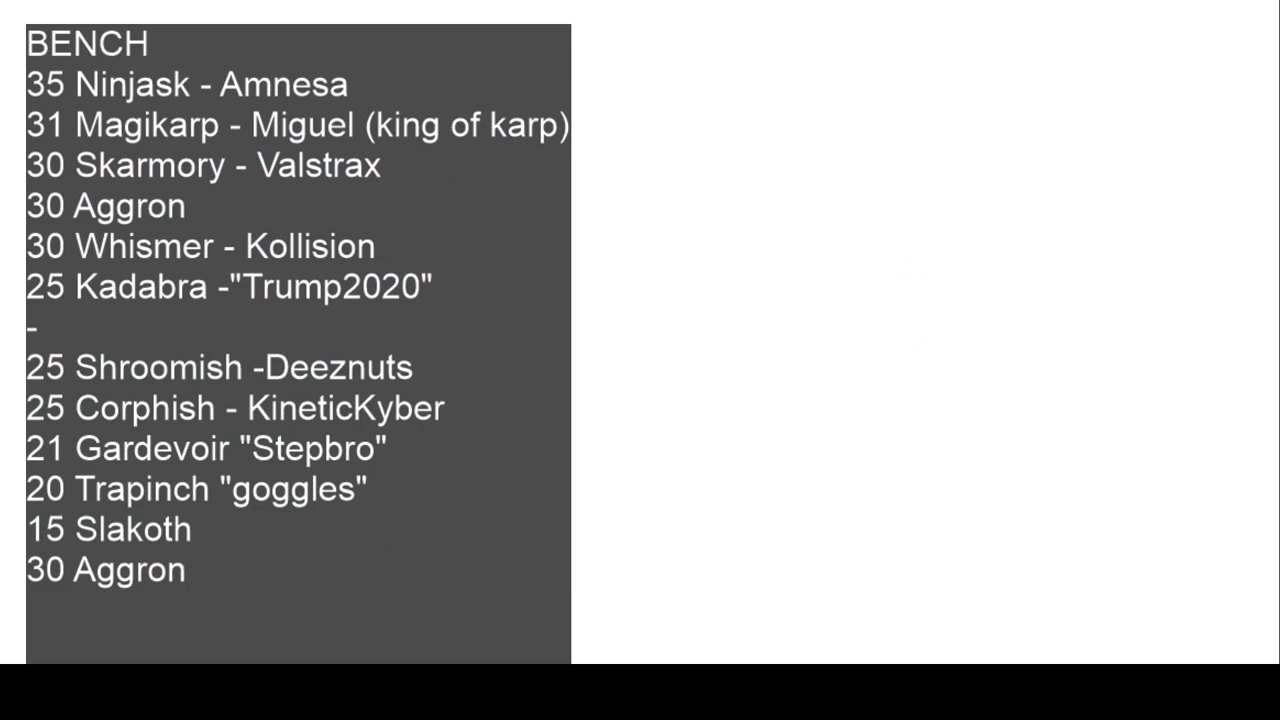 BENCH
35 Ninjask - Amnesa
31 Magikarp - Miguel (king of karp)
30 Skarmory - Valstrax
30 Aggron
30 Whismer - Kollision
25 Kadabra -"Trump2020"
-
25 Shroomish -Deeznuts
25 Corphish - KineticKyber
21 Gardevoir "Stepbro"
20 Trapinch "goggles"
15 Slakoth
30 Aggron